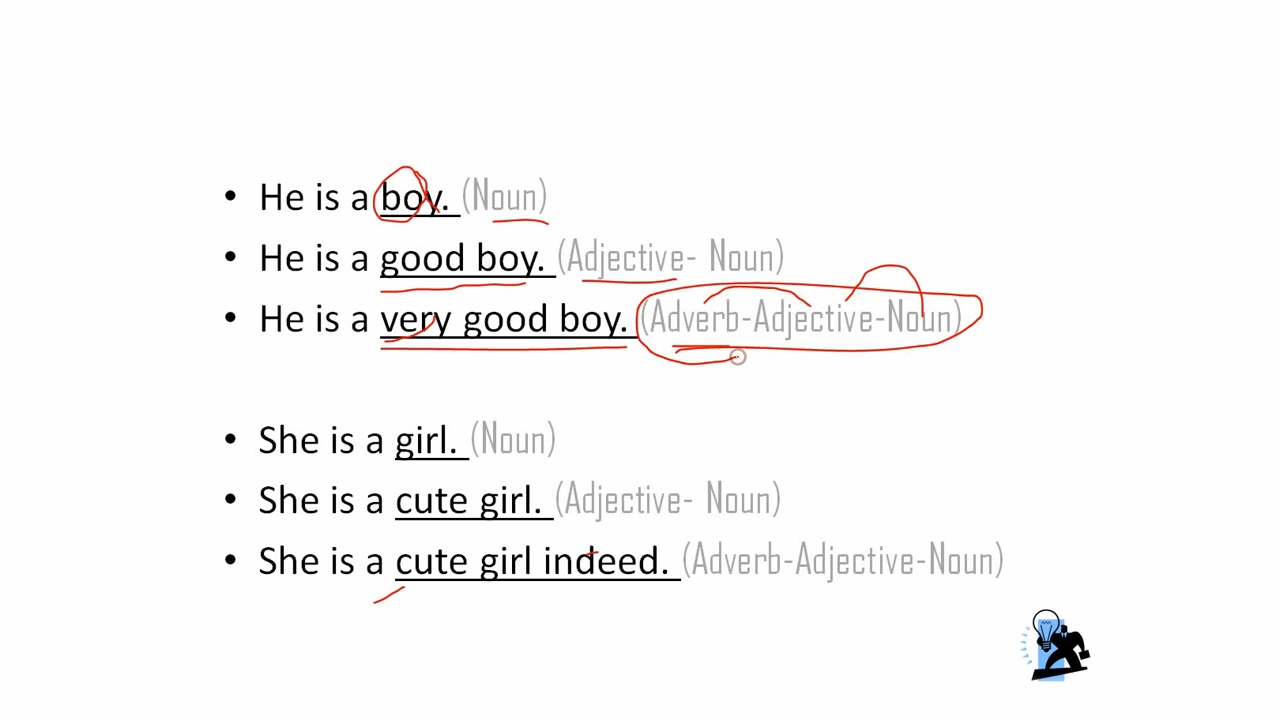 • He is a boy. (Noun)
• He is a good boy. (Adjective- Noun)
• He is a very good boy. (Adverb-Adjective-Noun)
• She is a girl. (Noun)
• She is a cute girl. (Adjective- Noun)
• She is a cute girl indeed. (Adverb-Adjective-Noun)